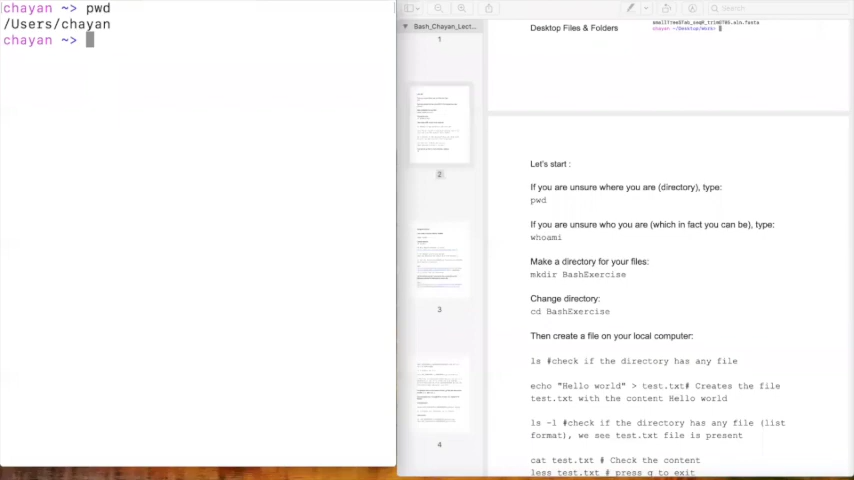 chayan ~> pwd
/Users/chayan
chayan ~>
Search
Bash_Chayan_Lect...
1
2
3
4
Desktop Files & Folders
chayan ~/Desktop/Work>
Let's start :
If you are unsure where you are (directory), type:
pwd
If you are unsure who you are (which in fact you can be), type:
whoami
Make a directory for your files:
mkdir BashExercise
Change directory:
cd BashExercise
Then create a file on your local computer:
ls #check if the directory has any file
echo "Hello world" > test.txt# Creates the file
test.txt with the content Hello world
ls -l #check if the directory has any file (list
format), we see test.txt file is present
cat test.txt # Check the content
less test.txt # press q to exit